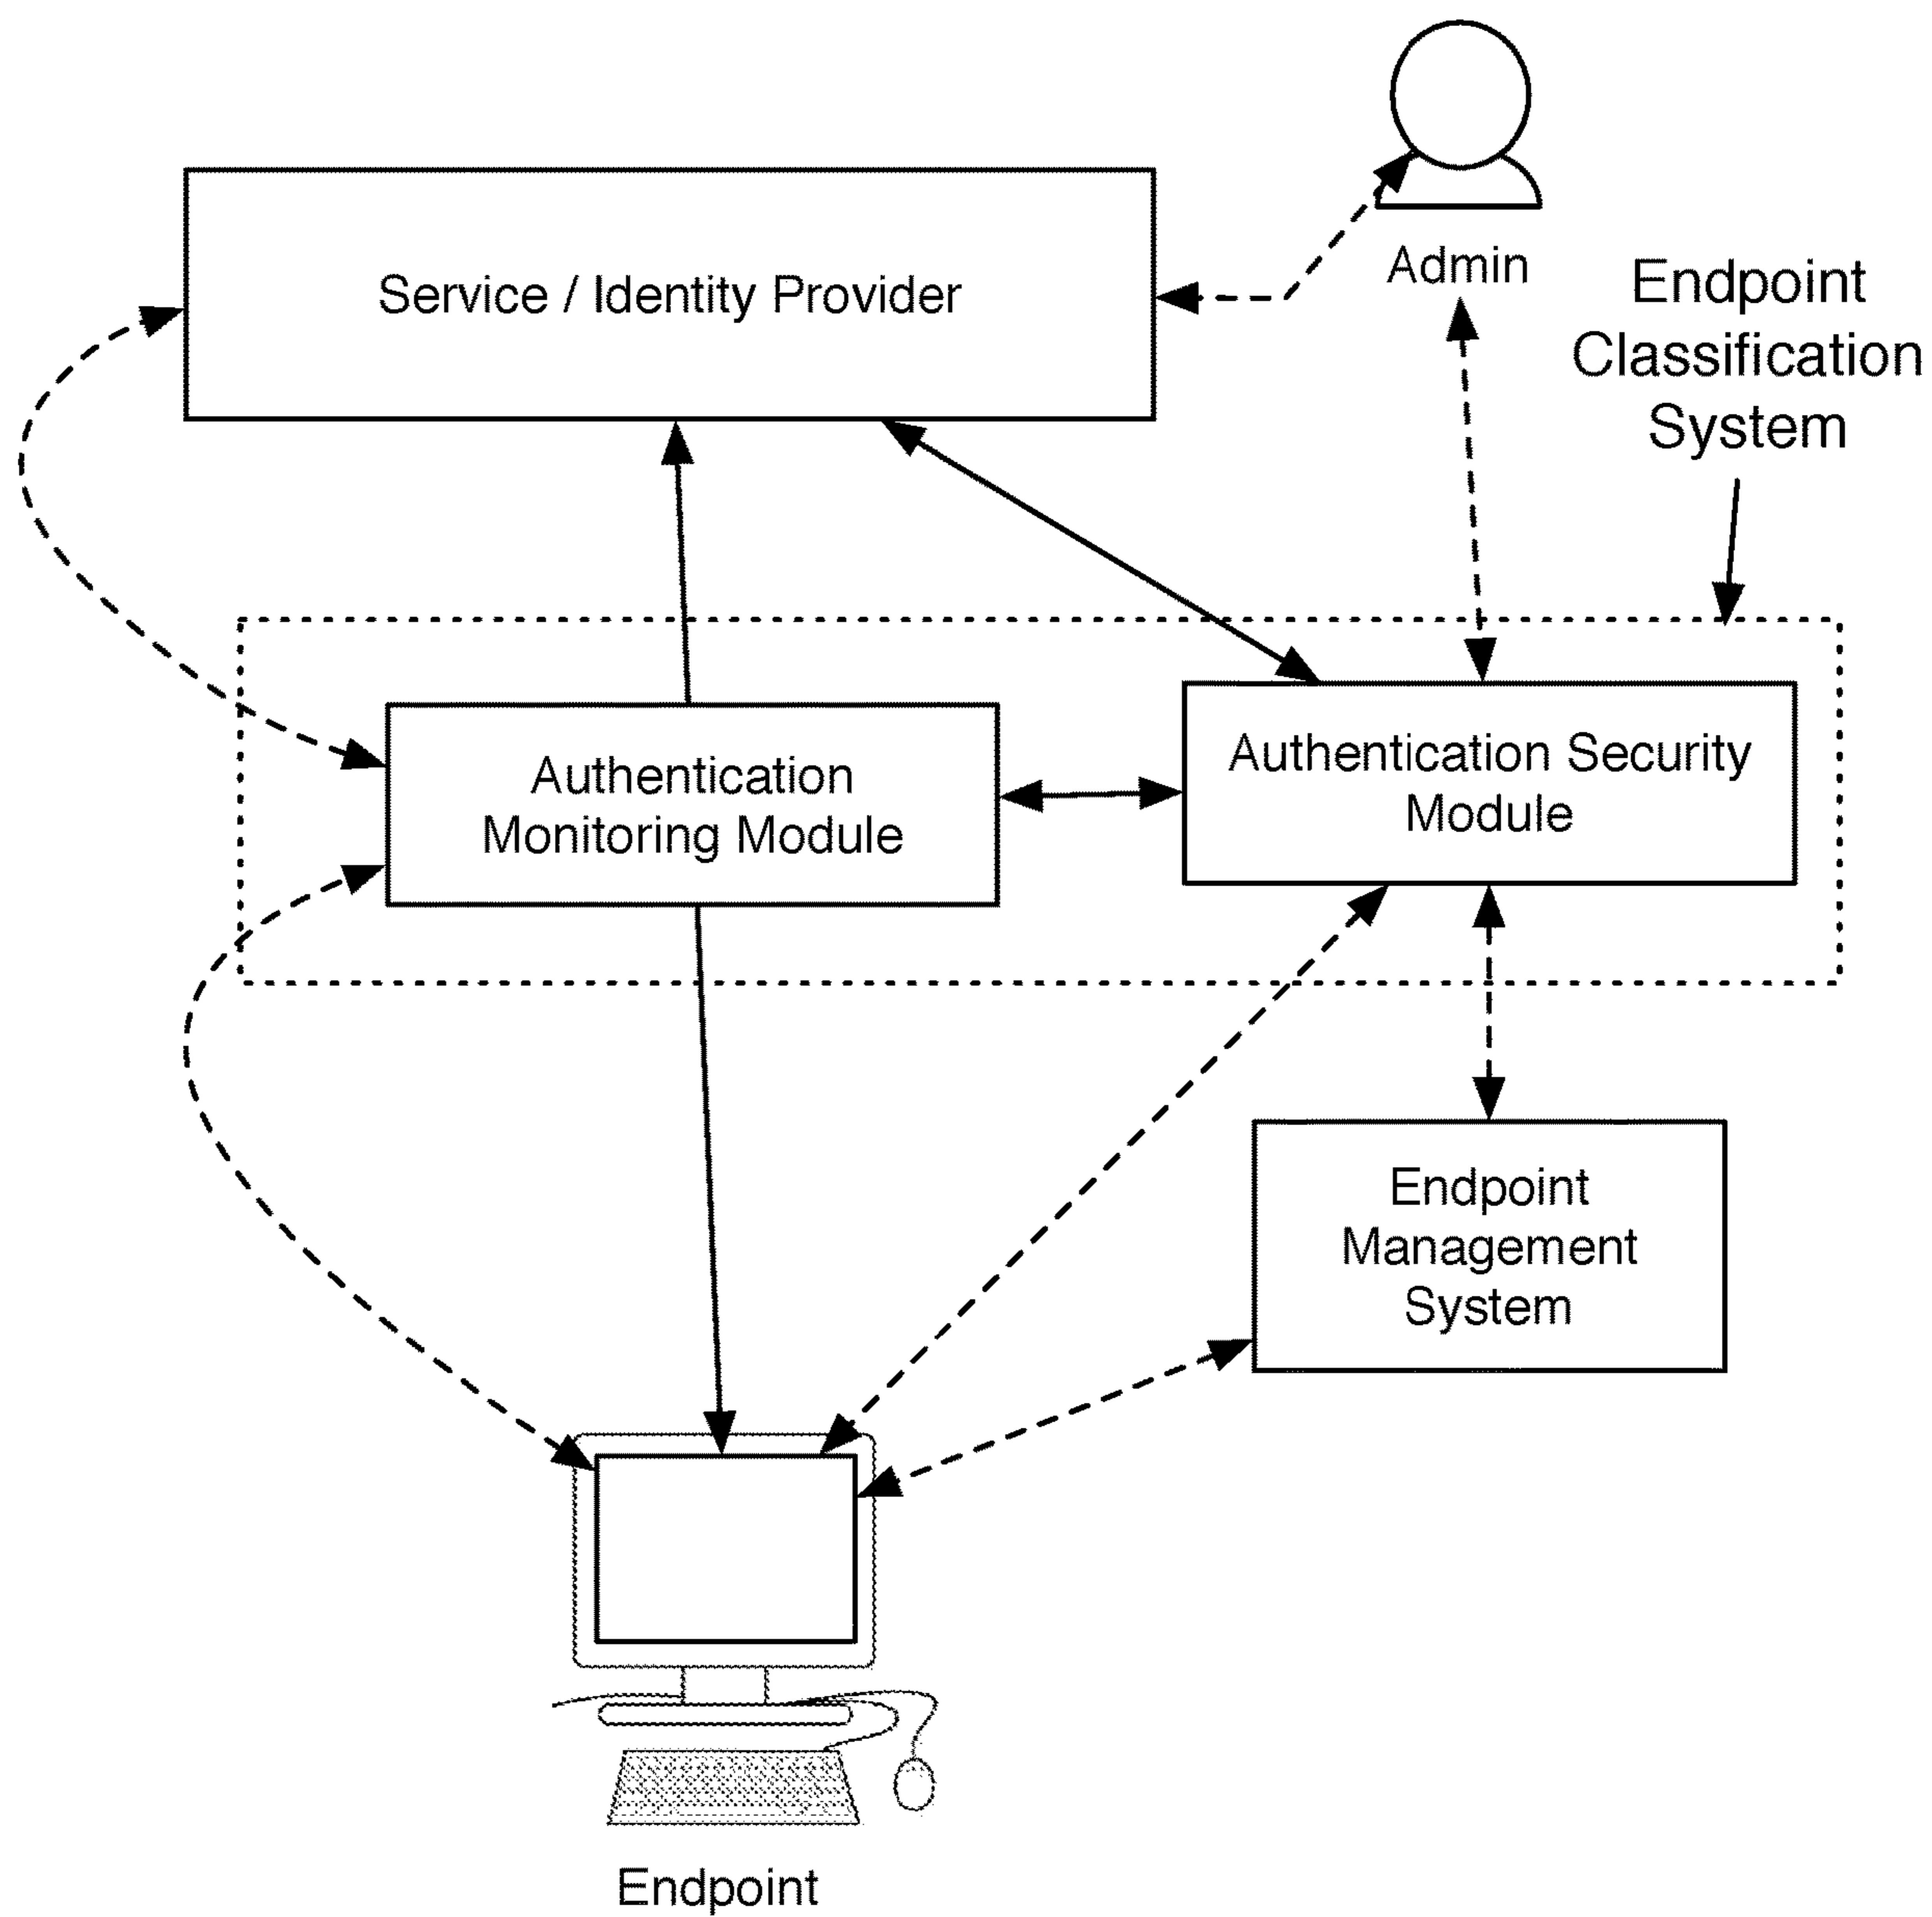 Service / Identity Provider
Admin
Endpoint
Classification
System
Authentication
Monitoring Module
Authentication Security
Module
Endpoint
Management
System
Endpoint